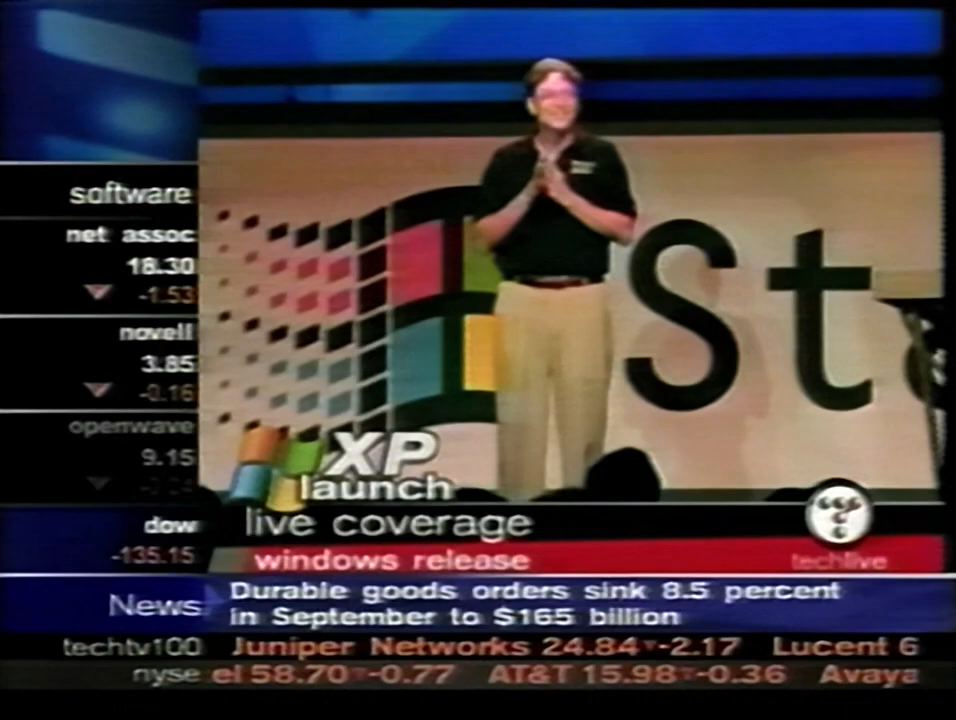 software
net assoc
18.30
-1.53
novell
3.85
-0.16
openwave
9.15
dow
-135.15
St
XP
launch
live coverage
windows release
techlive
News
Durable goods orders sink 8.5 percent
in September to $165 billion
techtv100 Juniper Networks 24.84 -2.17 Lucent 6
nyse el 58.70 -0.77 AT&T 15.98 -0.36 Avaya